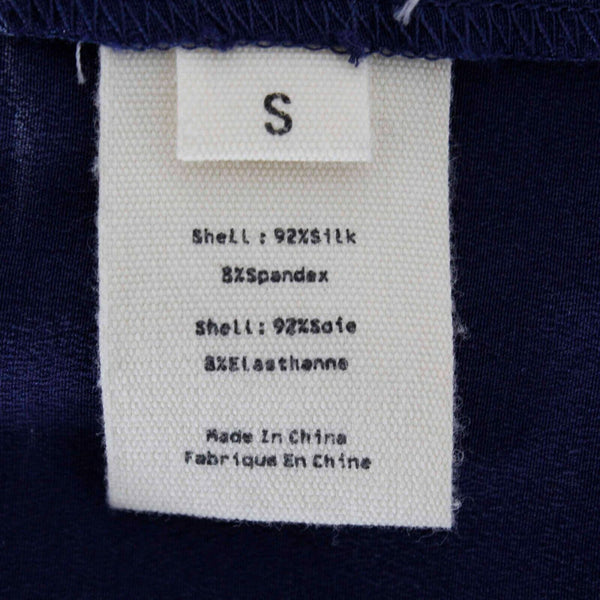 S
Shell : 92%Silk
8%Spandex
Shell: 92%Soie
8%Elasthanne
Made In China
Fabrique En Chine